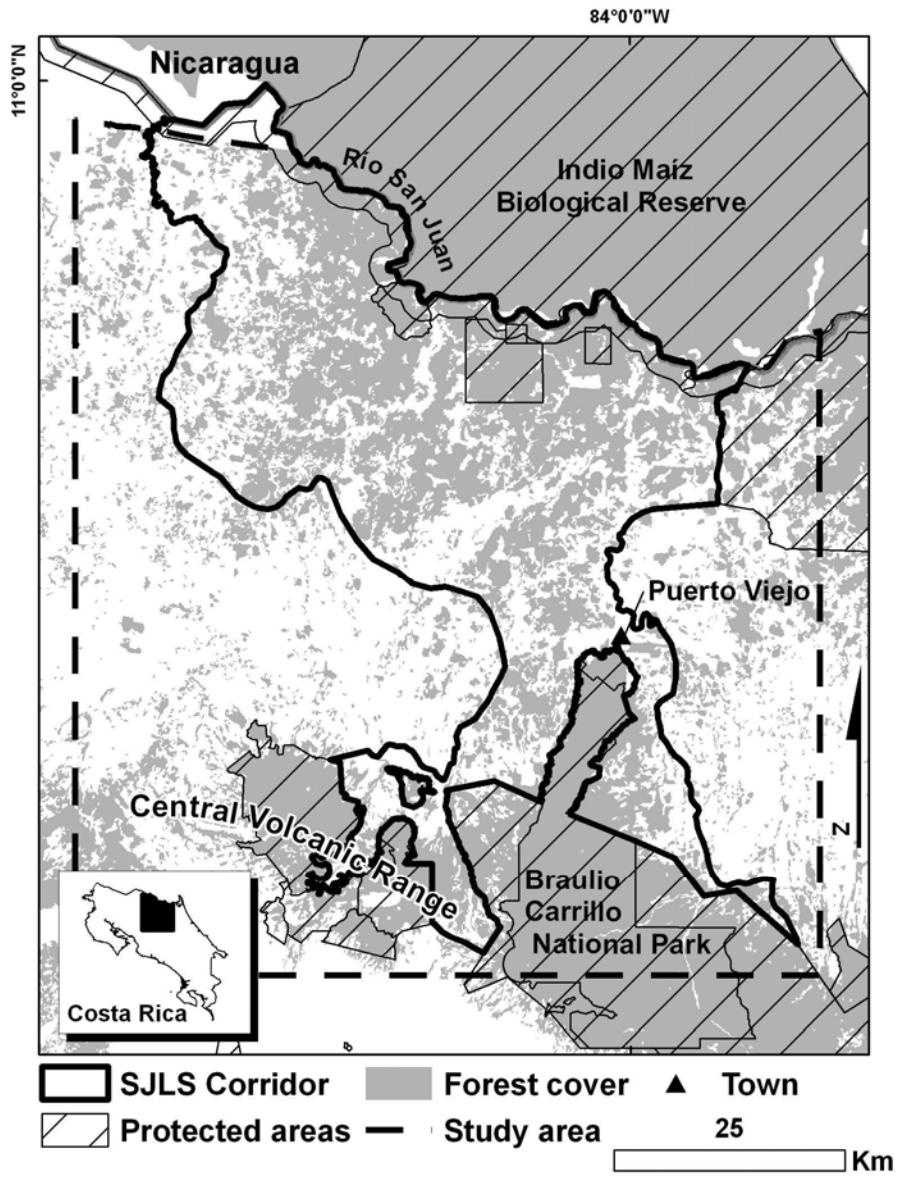 84°0'0"W
11°0'0"N
Nicaragua
Río San Juan
Indio Maíz
Biological Reserve
Puerto Viejo
Central Volcanic Range
Braulio
Carrillo
National Park
N
Costa Rica
SJLS Corridor
Forest cover
Town
Protected areas
Study area
25
Km